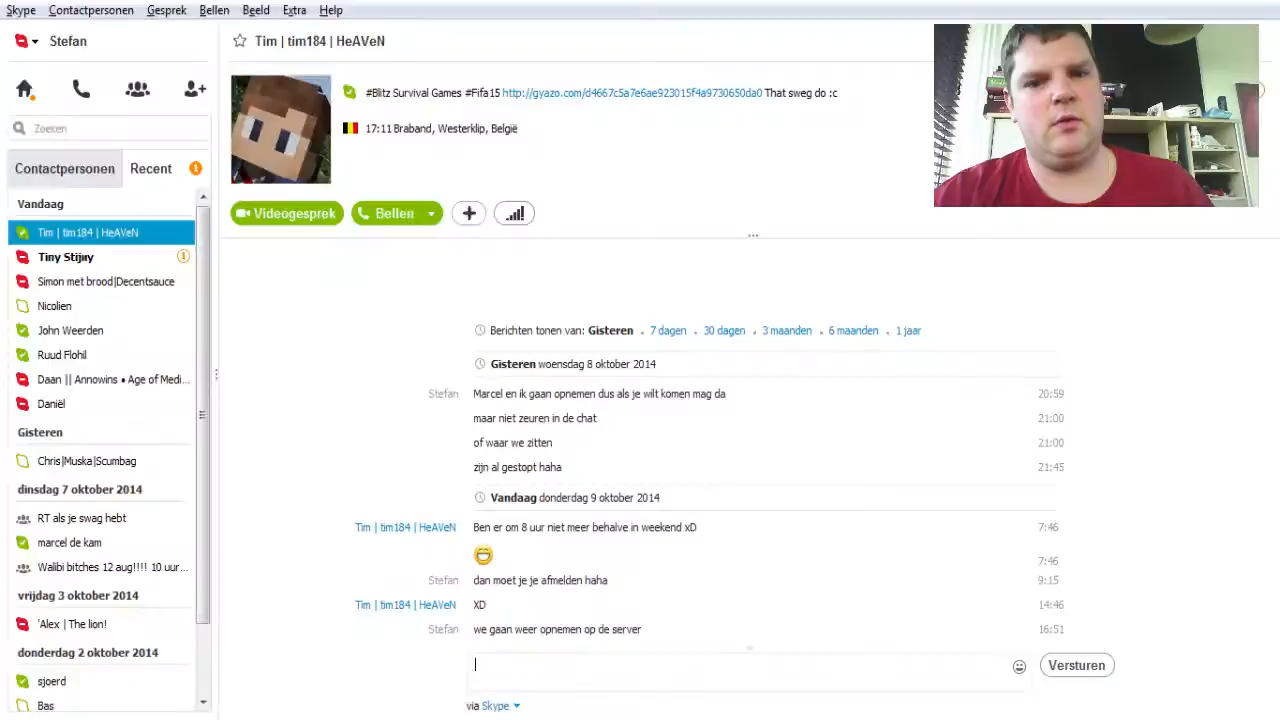 Skype Contactpersonen Gesprek Bellen Beeld Extra Help
Stefan
Zoeken
Contactpersonen Recent
Vandaag
Tim | tim184 | HeAVeN
Tiny Stijny
Simon met brood|Decentsauce
Nicolien
John Weerden
Ruud Flohil
Daan || Annowins • Age of Medi...
Daniël
Gisteren
Chris|Muska|Scumbag
dinsdag 7 oktober 2014
RT als je swag hebt
marcel de kam
Walibi bitches 12 aug!!!! 10 uur...
vrijdag 3 oktober 2014
'Alex | The lion!
donderdag 2 oktober 2014
sjoerd
Bas
Tim | tim184 | HeAVeN
#Blitz Survival Games #Fifa15 http://gyazo.com/d4667c5a7e6ae923015f4a9730650da0 That sweg do :c
17:11 Braband, Westerklip, België
Videogesprek Bellen
Berichten tonen van: Gisteren . 7 dagen . 30 dagen . 3 maanden . 6 maanden . 1 jaar
Gisteren woensdag 8 oktober 2014
Stefan Marcel en ik gaan opnemen dus als je wilt komen mag da 20:59
maar niet zeuren in de chat 21:00
of waar we zitten 21:00
zijn al gestopt haha 21:45
Vandaag donderdag 9 oktober 2014
Tim | tim184 | HeAVeN Ben er om 8 uur niet meer behalve in weekend xD 7:46
7:46
Stefan dan moet je je afmelden haha 9:15
Tim | tim184 | HeAVeN XD 14:46
Stefan we gaan weer opnemen op de server 16:51
Versturen
via Skype